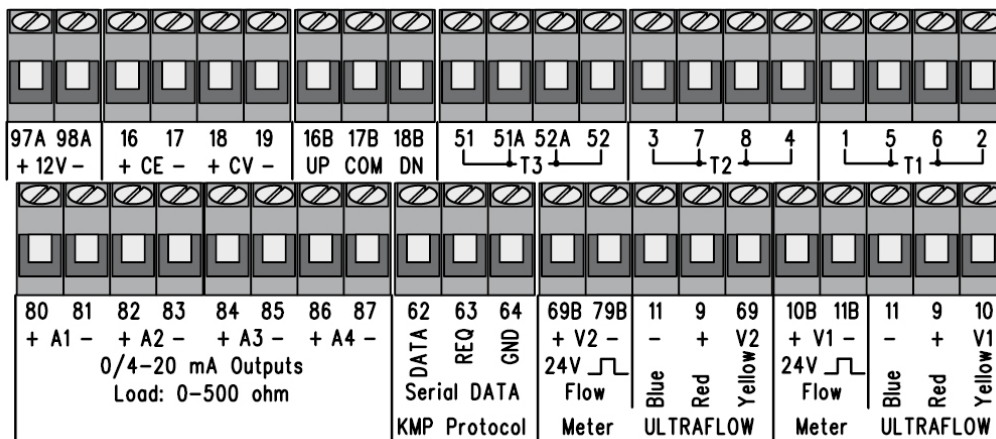 97A 98A 16 17 18 19 16B 17B 18B 51 51A 52A 52 3 7 8 4 1 5 6 2
+ 12V - + CE - + CV - UP COM DN T3 T2 T1
80 81 82 83 84 85 86 87 62 63 64 69B 79B 11 9 69 10B 11B 11 9 10
+ A1 - + A2 - + A3 - + A4 - DATA REQ GND + V2 - - + V2 + V1 - - + V1
0/4-20 mA Outputs 24V Blue Red Yellow 24V Blue Red Yellow
Load: 0-500 ohm Serial DATA Flow Flow
KMP Protocol Meter ULTRAFLOW Meter ULTRAFLOW